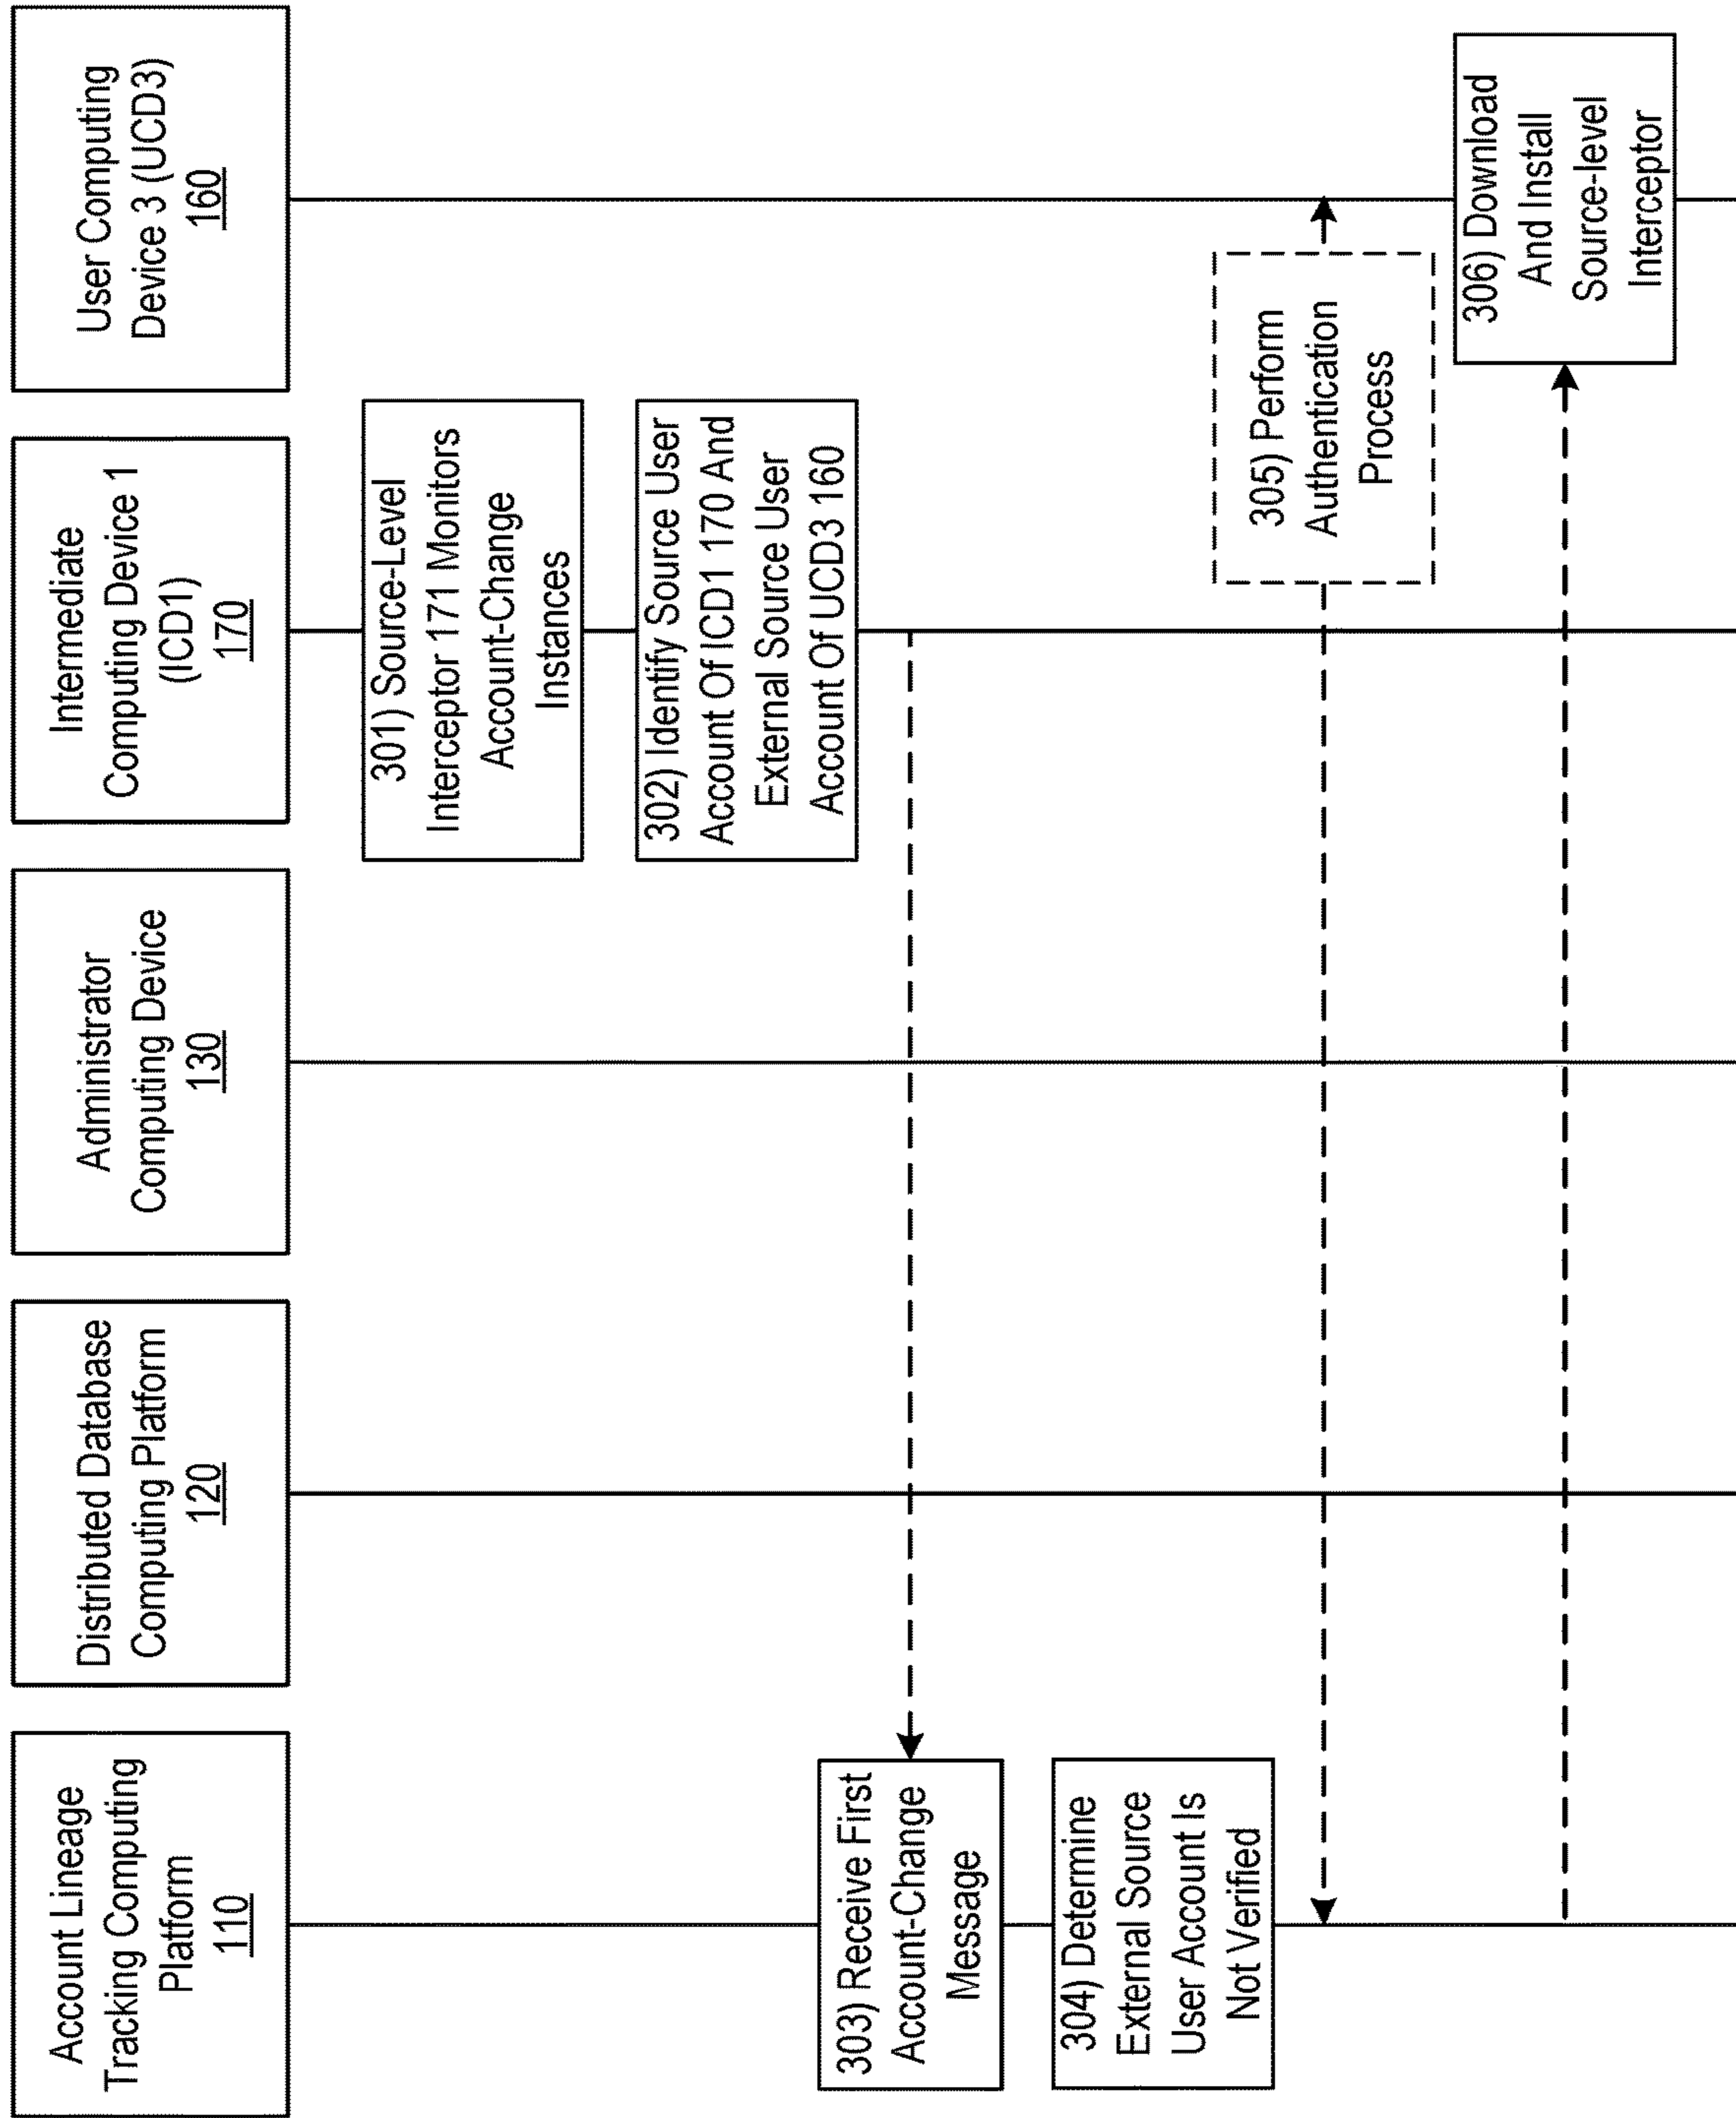 Account Lineage
Tracking Computing
Platform
110
Distributed Database
Computing Platform
120
Administrator
Computing Device
130
Intermediate
Computing Device 1
(ICD1)
170
User Computing
Device 3 (UCD3)
160
301) Source-Level
Interceptor 171 Monitors
Account-Change
Instances
302) Identify Source User
Account Of ICD1 170 And
External Source User
Account Of UCD3 160
303) Receive First
Account-Change
Message
304) Determine
External Source
User Account Is
Not Verified
305) Perform
Authentication
Process
306) Download
And Install
Source-level
Interceptor